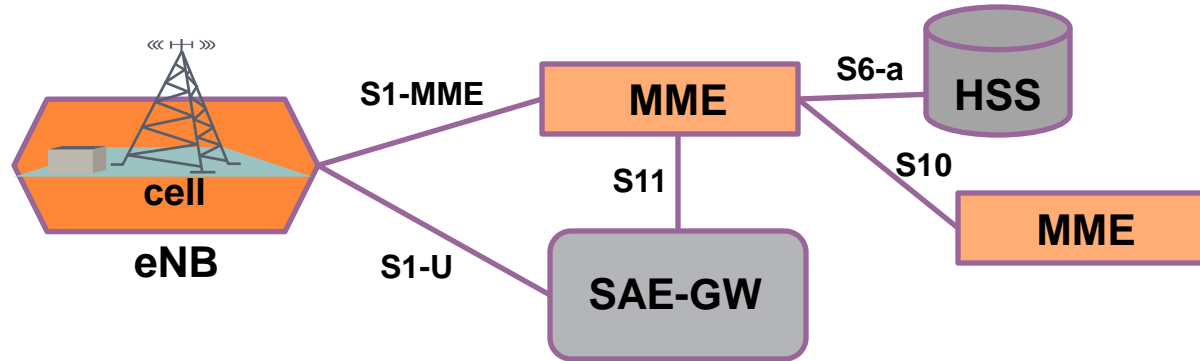 S1-MME
MME
S6-a
HSS
cell
eNB
S11
S10
MME
S1-U
SAE-GW